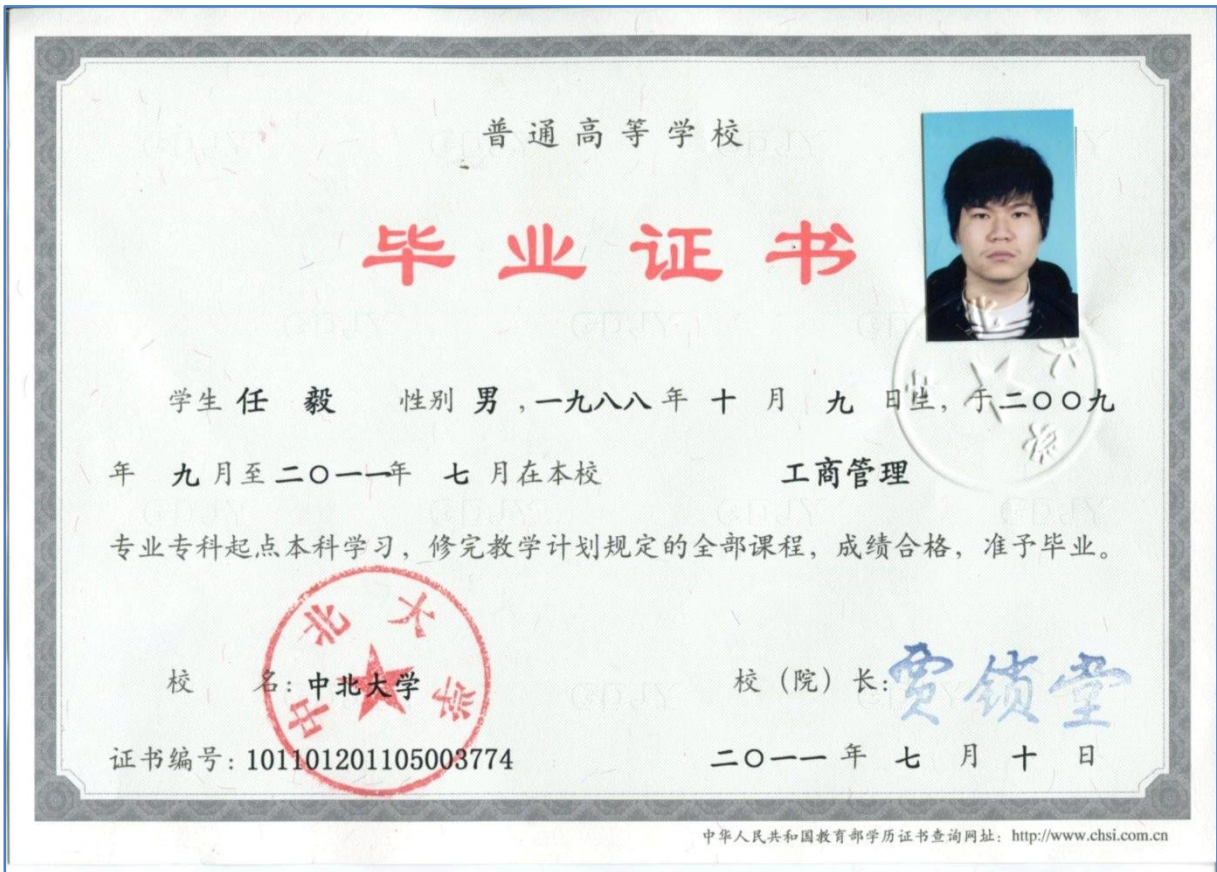 普通高等学校
毕业证书
学生 任 毅 性别 男，一九八八年 十 月 九 日生，于二〇〇九
年 九月至二〇一一年 七 月在本校 工商管理
专业专科起点本科学习，修完教学计划规定的全部课程，成绩合格，准予毕业。
中北大学
校 名：中北大学 校（院）长：贾锁堂
证书编号：101101201105003774 二〇一一 年 七 月 十 日
中华人民共和国教育部学历证书查询网址：http://www.chsi.com.cn